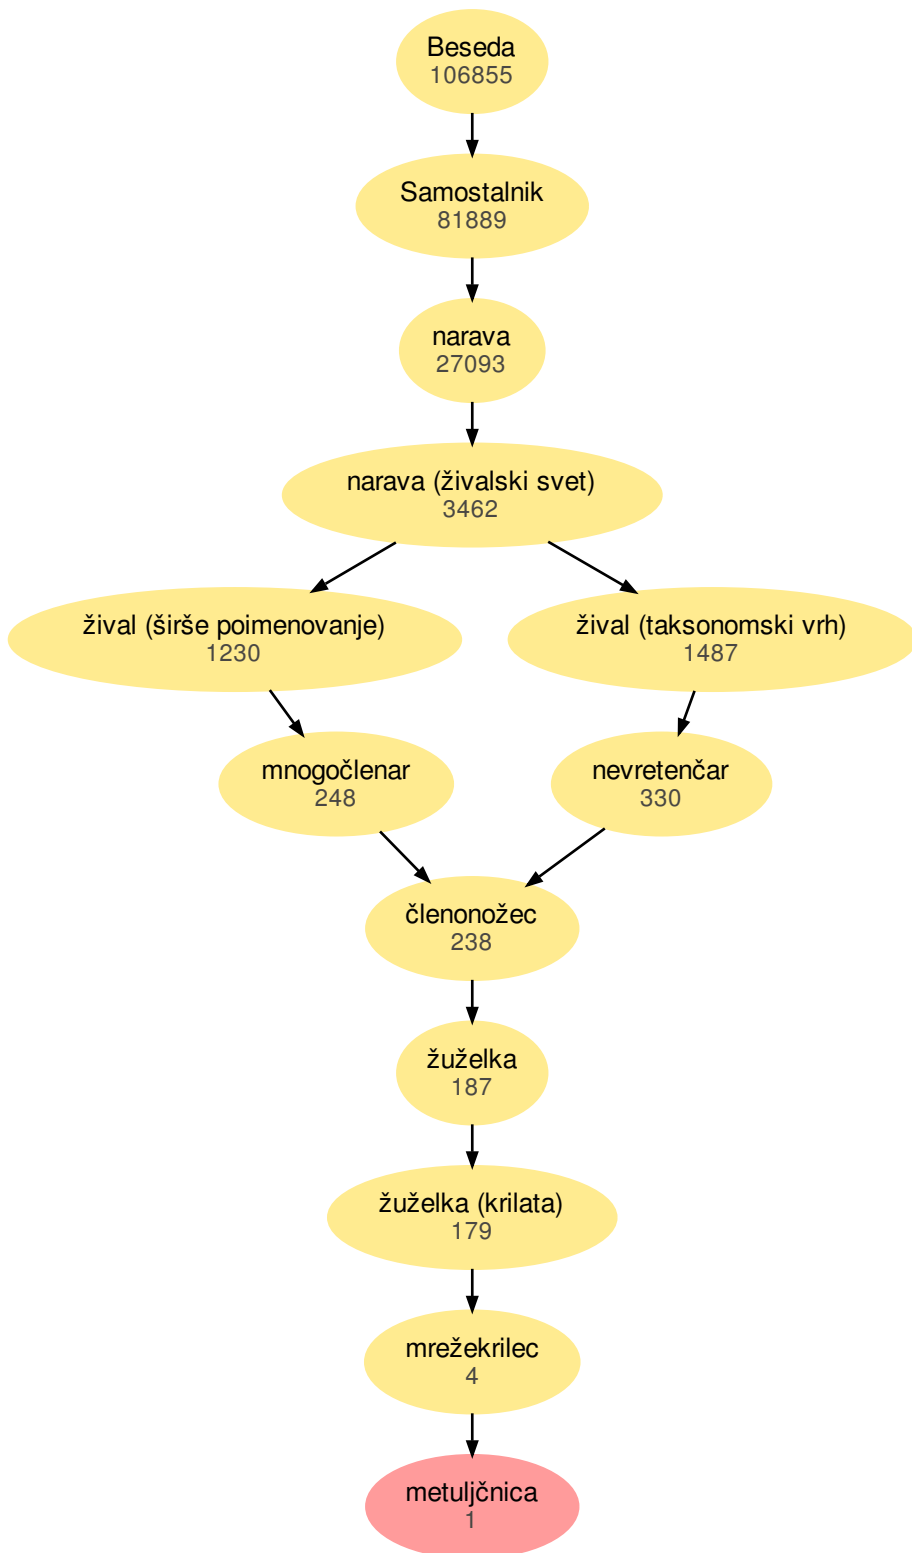 Beseda
106855
Samostalnik
81889
narava
27093
narava (živalski svet)
3462
žival (širše poimenovanje)
1230
žival (taksonomski vrh)
1487
mnogočlenar
248
nevretenčar
330
členonožec
238
žuželka
187
žuželka (krilata)
179
mrežekrilec
4
metuljčnica
1